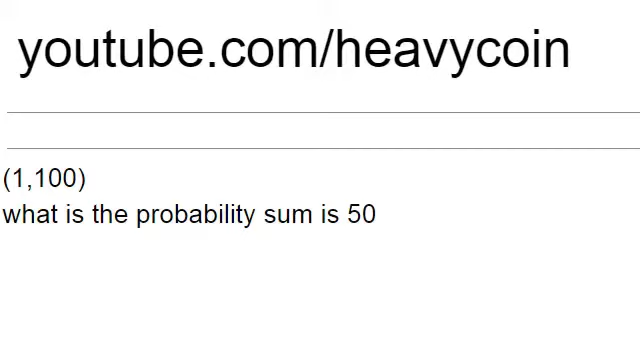 youtube.com/heavycoin
(1,100)
what is the probability sum is 50